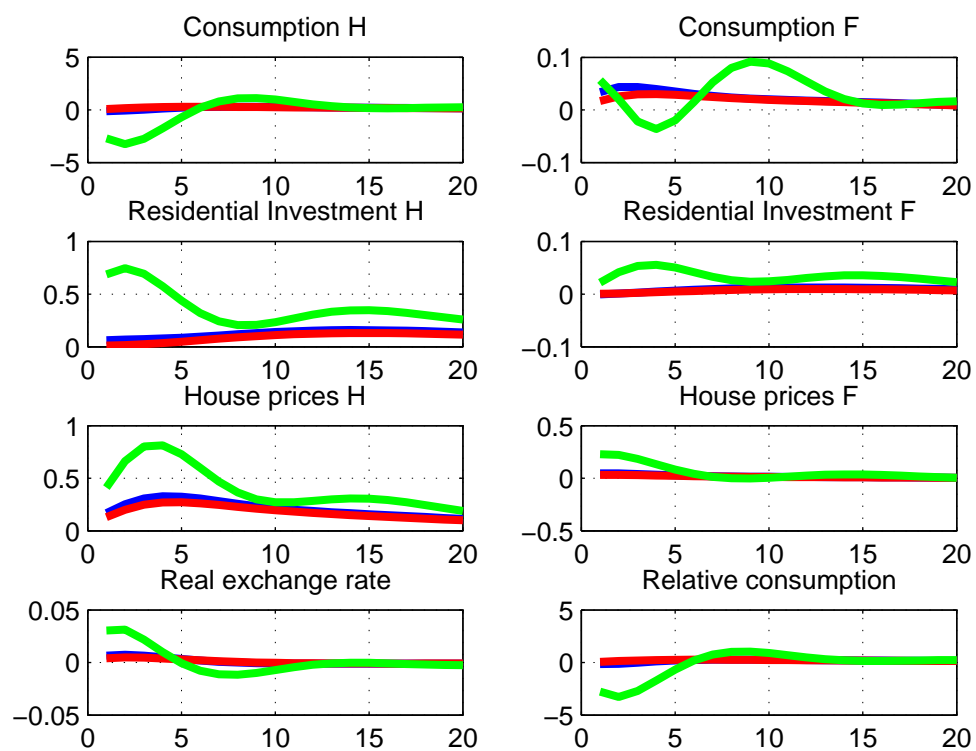 Consumption H
Consumption F
5
0
−5
0 5 10 15 20
0.1
0
−0.1
0 5 10 15 20
Residential Investment H
Residential Investment F
1
0.5
0
0 5 10 15 20
0.1
0
−0.1
0 5 10 15 20
House prices H
House prices F
1
0.5
0
0 5 10 15 20
0.5
0
−0.5
0 5 10 15 20
Real exchange rate
Relative consumption
0.05
0
−0.05
0 5 10 15 20
5
0
−5
0 5 10 15 20